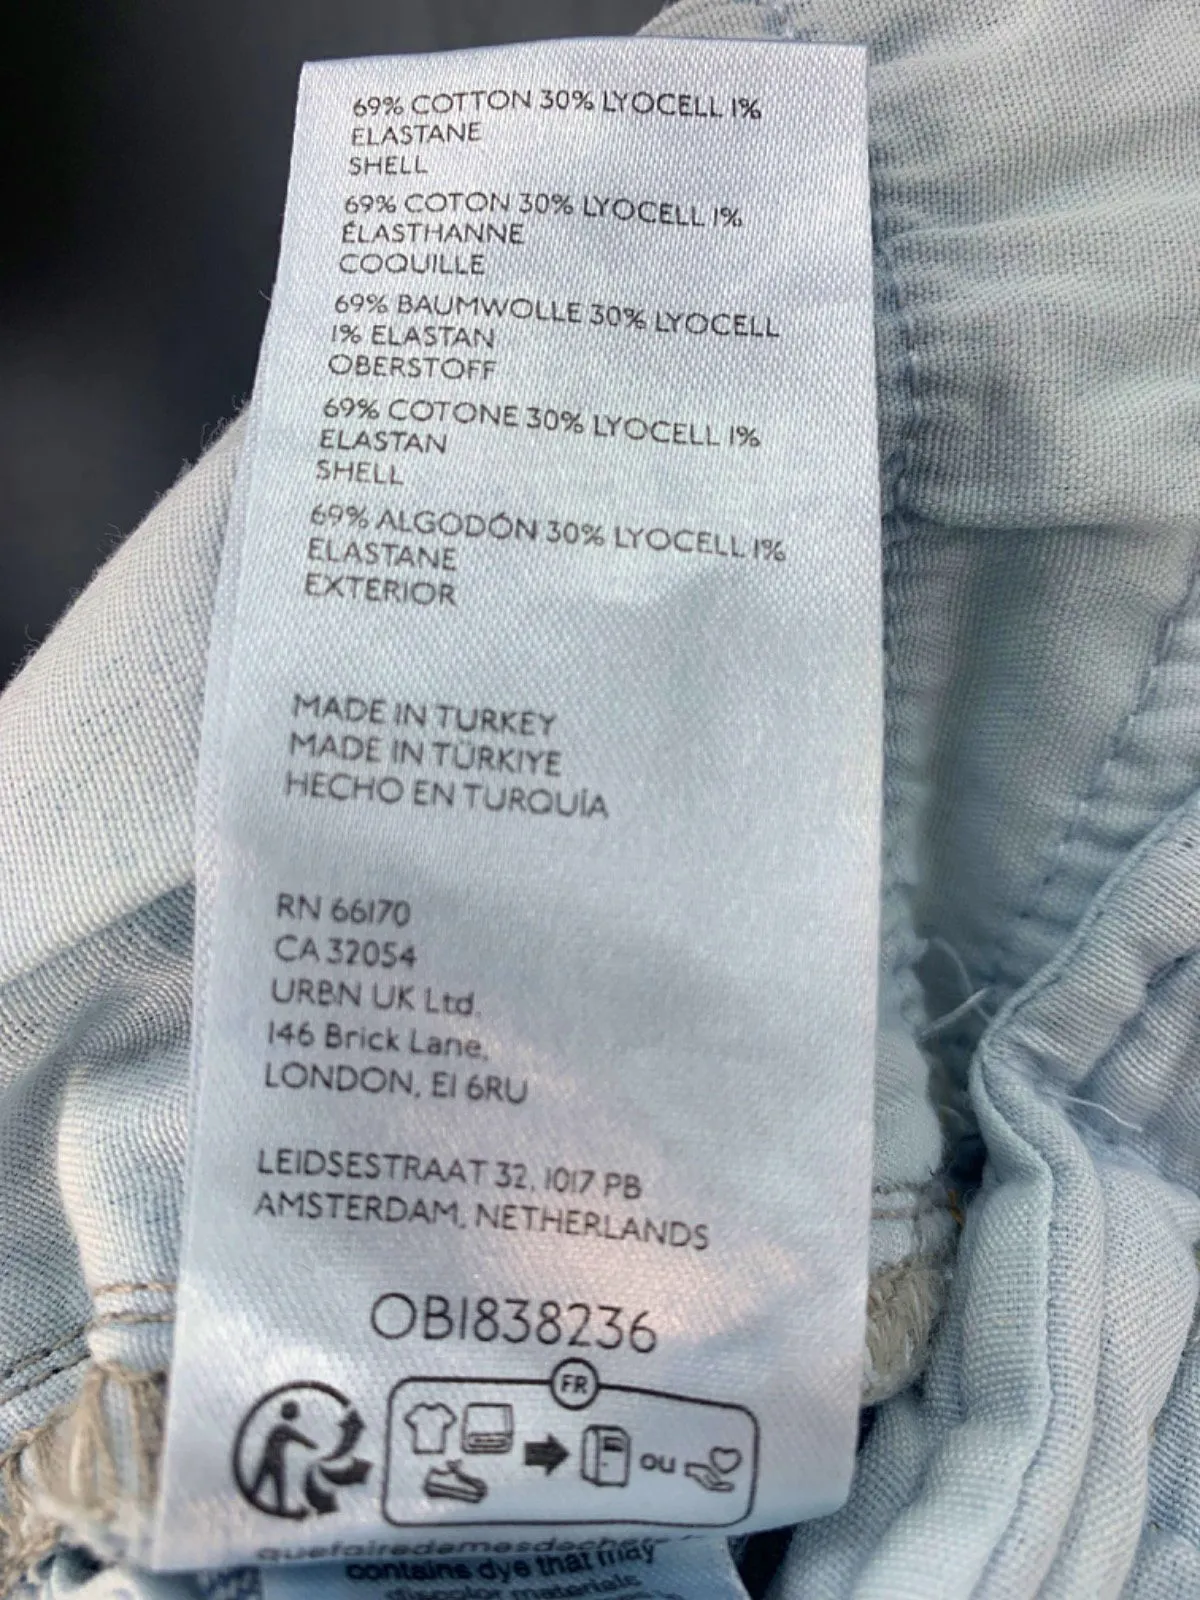 69% COTTON 30% LYOCELL 1%
ELASTANE
SHELL
69% COTON 30% LYOCELL 1%
ÉLASTHANNE
COQUILLE
69% BAUMWOLLE 30% LYOCELL
1% ELASTAN
OBERSTOFF
69% COTONE 30% LYOCELL 1%
ELASTAN
SHELL
69% ALGODÓN 30% LYOCELL 1%
ELASTANE
EXTERIOR
MADE IN TURKEY
MADE IN TÜRKIYE
HECHO EN TURQUÍA
RN 66170
CA 32054
URBN UK Ltd.
146 Brick Lane,
LONDON, E1 6RU
LEIDSESTRAAT 32, 1017 PB
AMSTERDAM, NETHERLANDS
OB1838236
FR
ou
contains dye that may
discolor materials